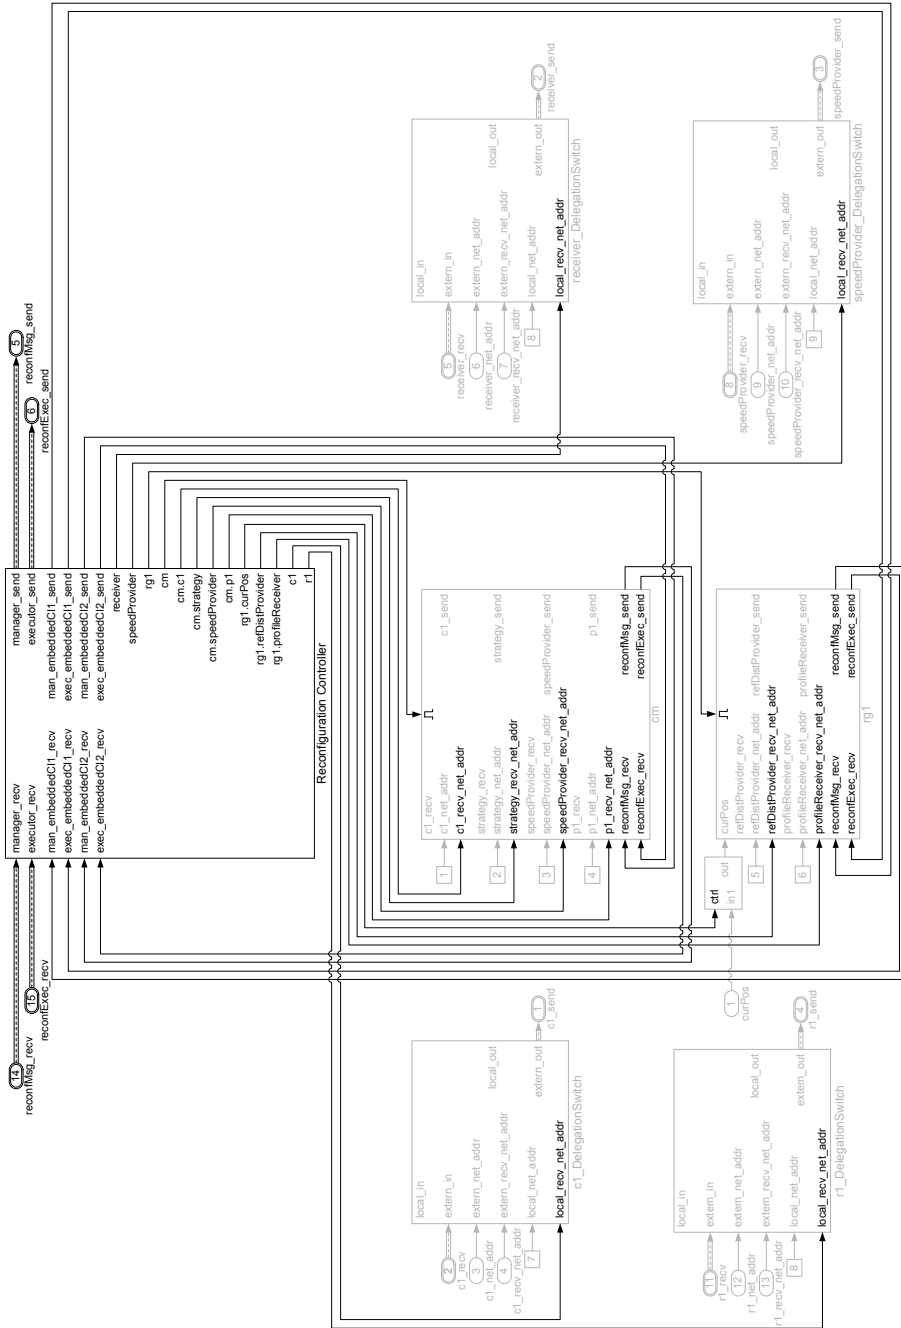 14
reconfMsg_recv
15
reconfExec_recv
manager_recv
executor_recv
man_embeddedCI1_recv
exec_embeddedCI1_recv
man_embeddedCI2_recv
exec_embeddedCI2_recv
manager_send
executor_send
man_embeddedCI1_send
exec_embeddedCI1_send
man_embeddedCI2_send
exec_embeddedCI2_send
receiver
speedProvider
rg1
cm
cm.c1
cm.strategy
cm.speedProvider
cm.p1
rg1.curPos
rg1.refDistProvider
rg1.profileReceiver
c1
r1
Reconfiguration Controller
5
reconfMsg_send
6
reconfExec_send
2
c1_recv
3
c1_net_addr
4
c1_recv_net_addr
7
local_in
extern_in
extern_net_addr
extern_recv_net_addr
local_net_addr
local_recv_net_addr
local_out
extern_out
c1_DelegationSwitch
1
c1_send
1
2
3
4
c1_recv
c1_net_addr
c1_recv_net_addr
strategy_recv
strategy_net_addr
strategy_recv_net_addr
speedProvider_recv
speedProvider_net_addr
speedProvider_recv_net_addr
p1_recv
p1_net_addr
p1_recv_net_addr
reconfMsg_recv
reconfExec_recv
c1_send
strategy_send
speedProvider_send
p1_send
reconfMsg_send
reconfExec_send
cm
5
receiver_recv
6
receiver_net_addr
7
receiver_recv_net_addr
8
local_in
extern_in
extern_net_addr
extern_recv_net_addr
local_net_addr
local_recv_net_addr
local_out
extern_out
receiver_DelegationSwitch
2
receiver_send
11
r1_recv
12
r1_net_addr
13
r1_recv_net_addr
8
local_in
extern_in
extern_net_addr
extern_recv_net_addr
local_net_addr
local_recv_net_addr
local_out
extern_out
r1_DelegationSwitch
4
r1_send
1
curPos
ctrl
in1
out
5
6
curPos
refDistProvider_recv
refDistProvider_net_addr
refDistProvider_recv_net_addr
profileReceiver_recv
profileReceiver_net_addr
profileReceiver_recv_net_addr
reconfMsg_recv
reconfExec_recv
refDistProvider_send
profileReceiver_send
reconfMsg_send
reconfExec_send
rg1
8
speedProvider_recv
9
speedProvider_net_addr
10
speedProvider_recv_net_addr
9
local_in
extern_in
extern_net_addr
extern_recv_net_addr
local_net_addr
local_recv_net_addr
local_out
extern_out
speedProvider_DelegationSwitch
3
speedProvider_send